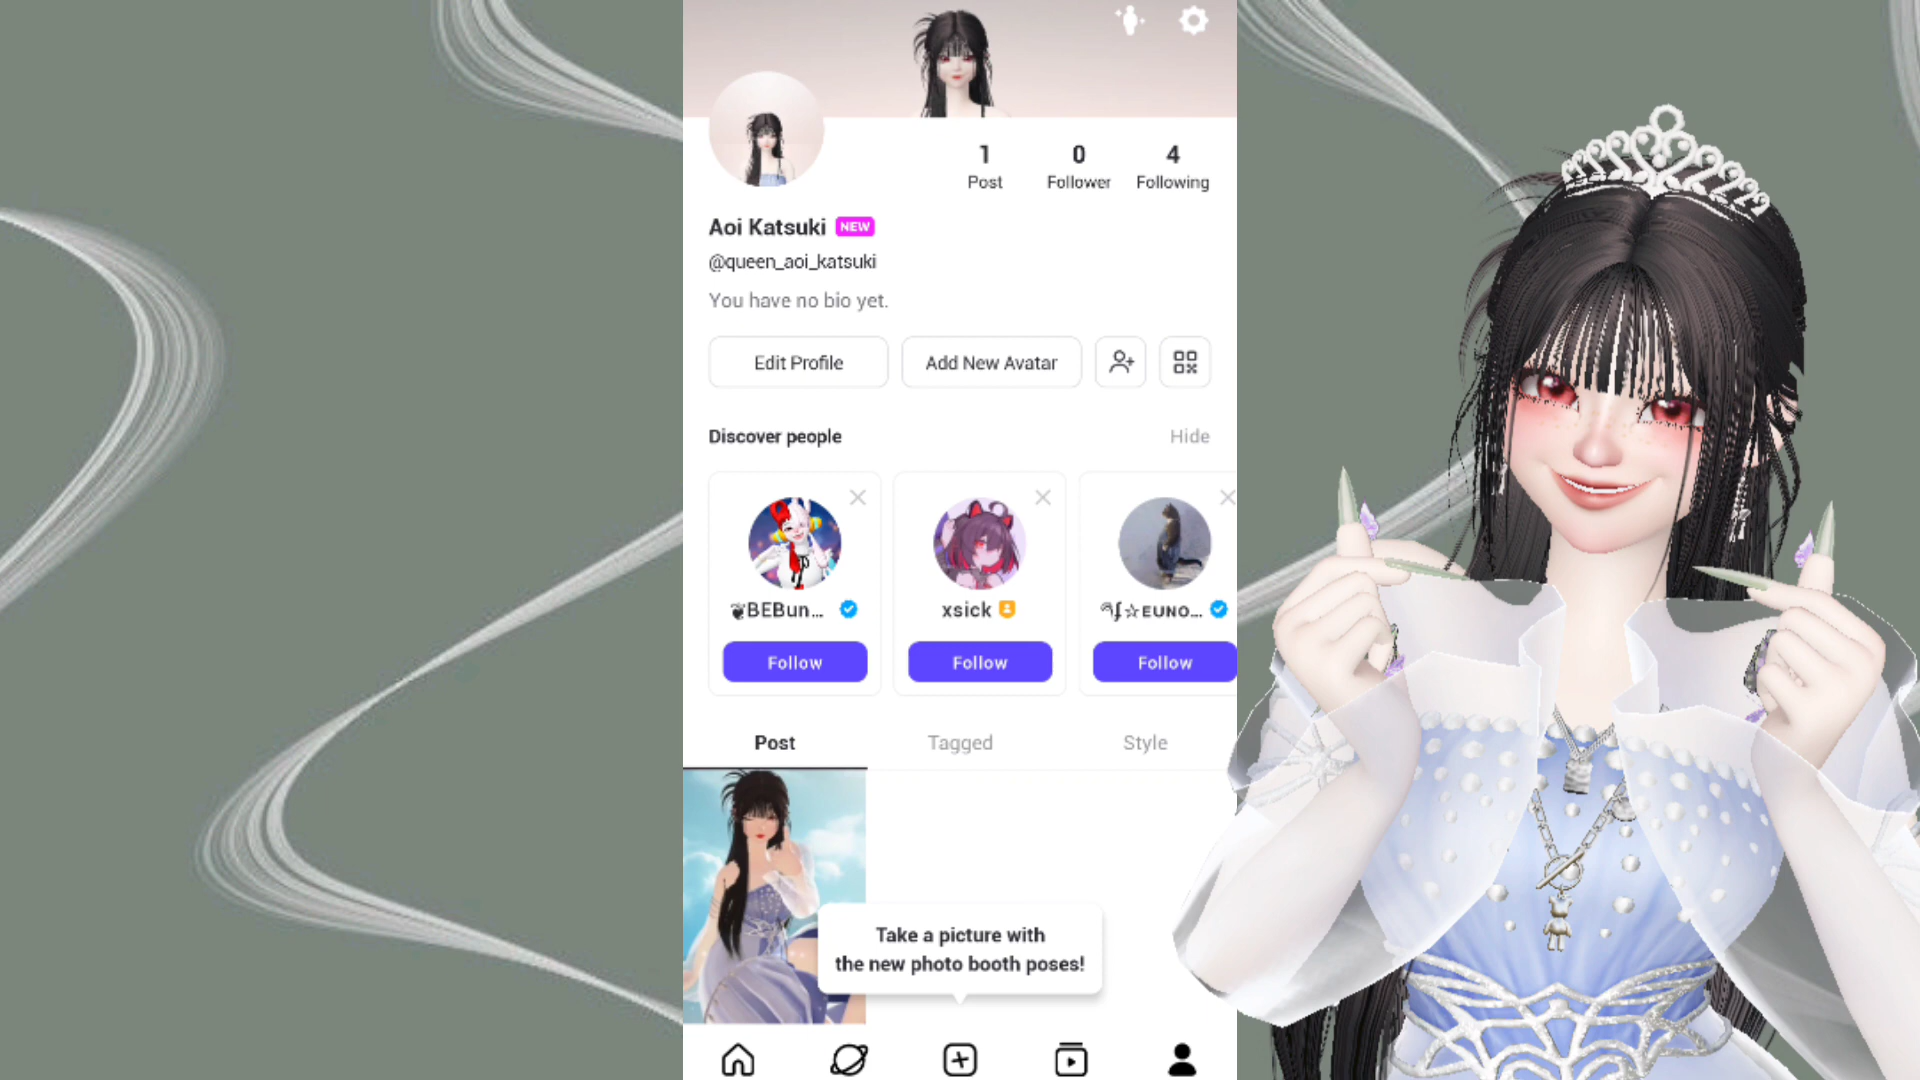 1 0 4
Post Follower Following
Aoi Katsuki NEW
@queen_aoi_katsuki
You have no bio yet.
Edit Profile Add New Avatar
Discover people Hide
❦BEBun... xsick ☆ᴇᴜɴᴏ...
Follow Follow Follow
Post Tagged Style
Take a picture with
the new photo booth poses!